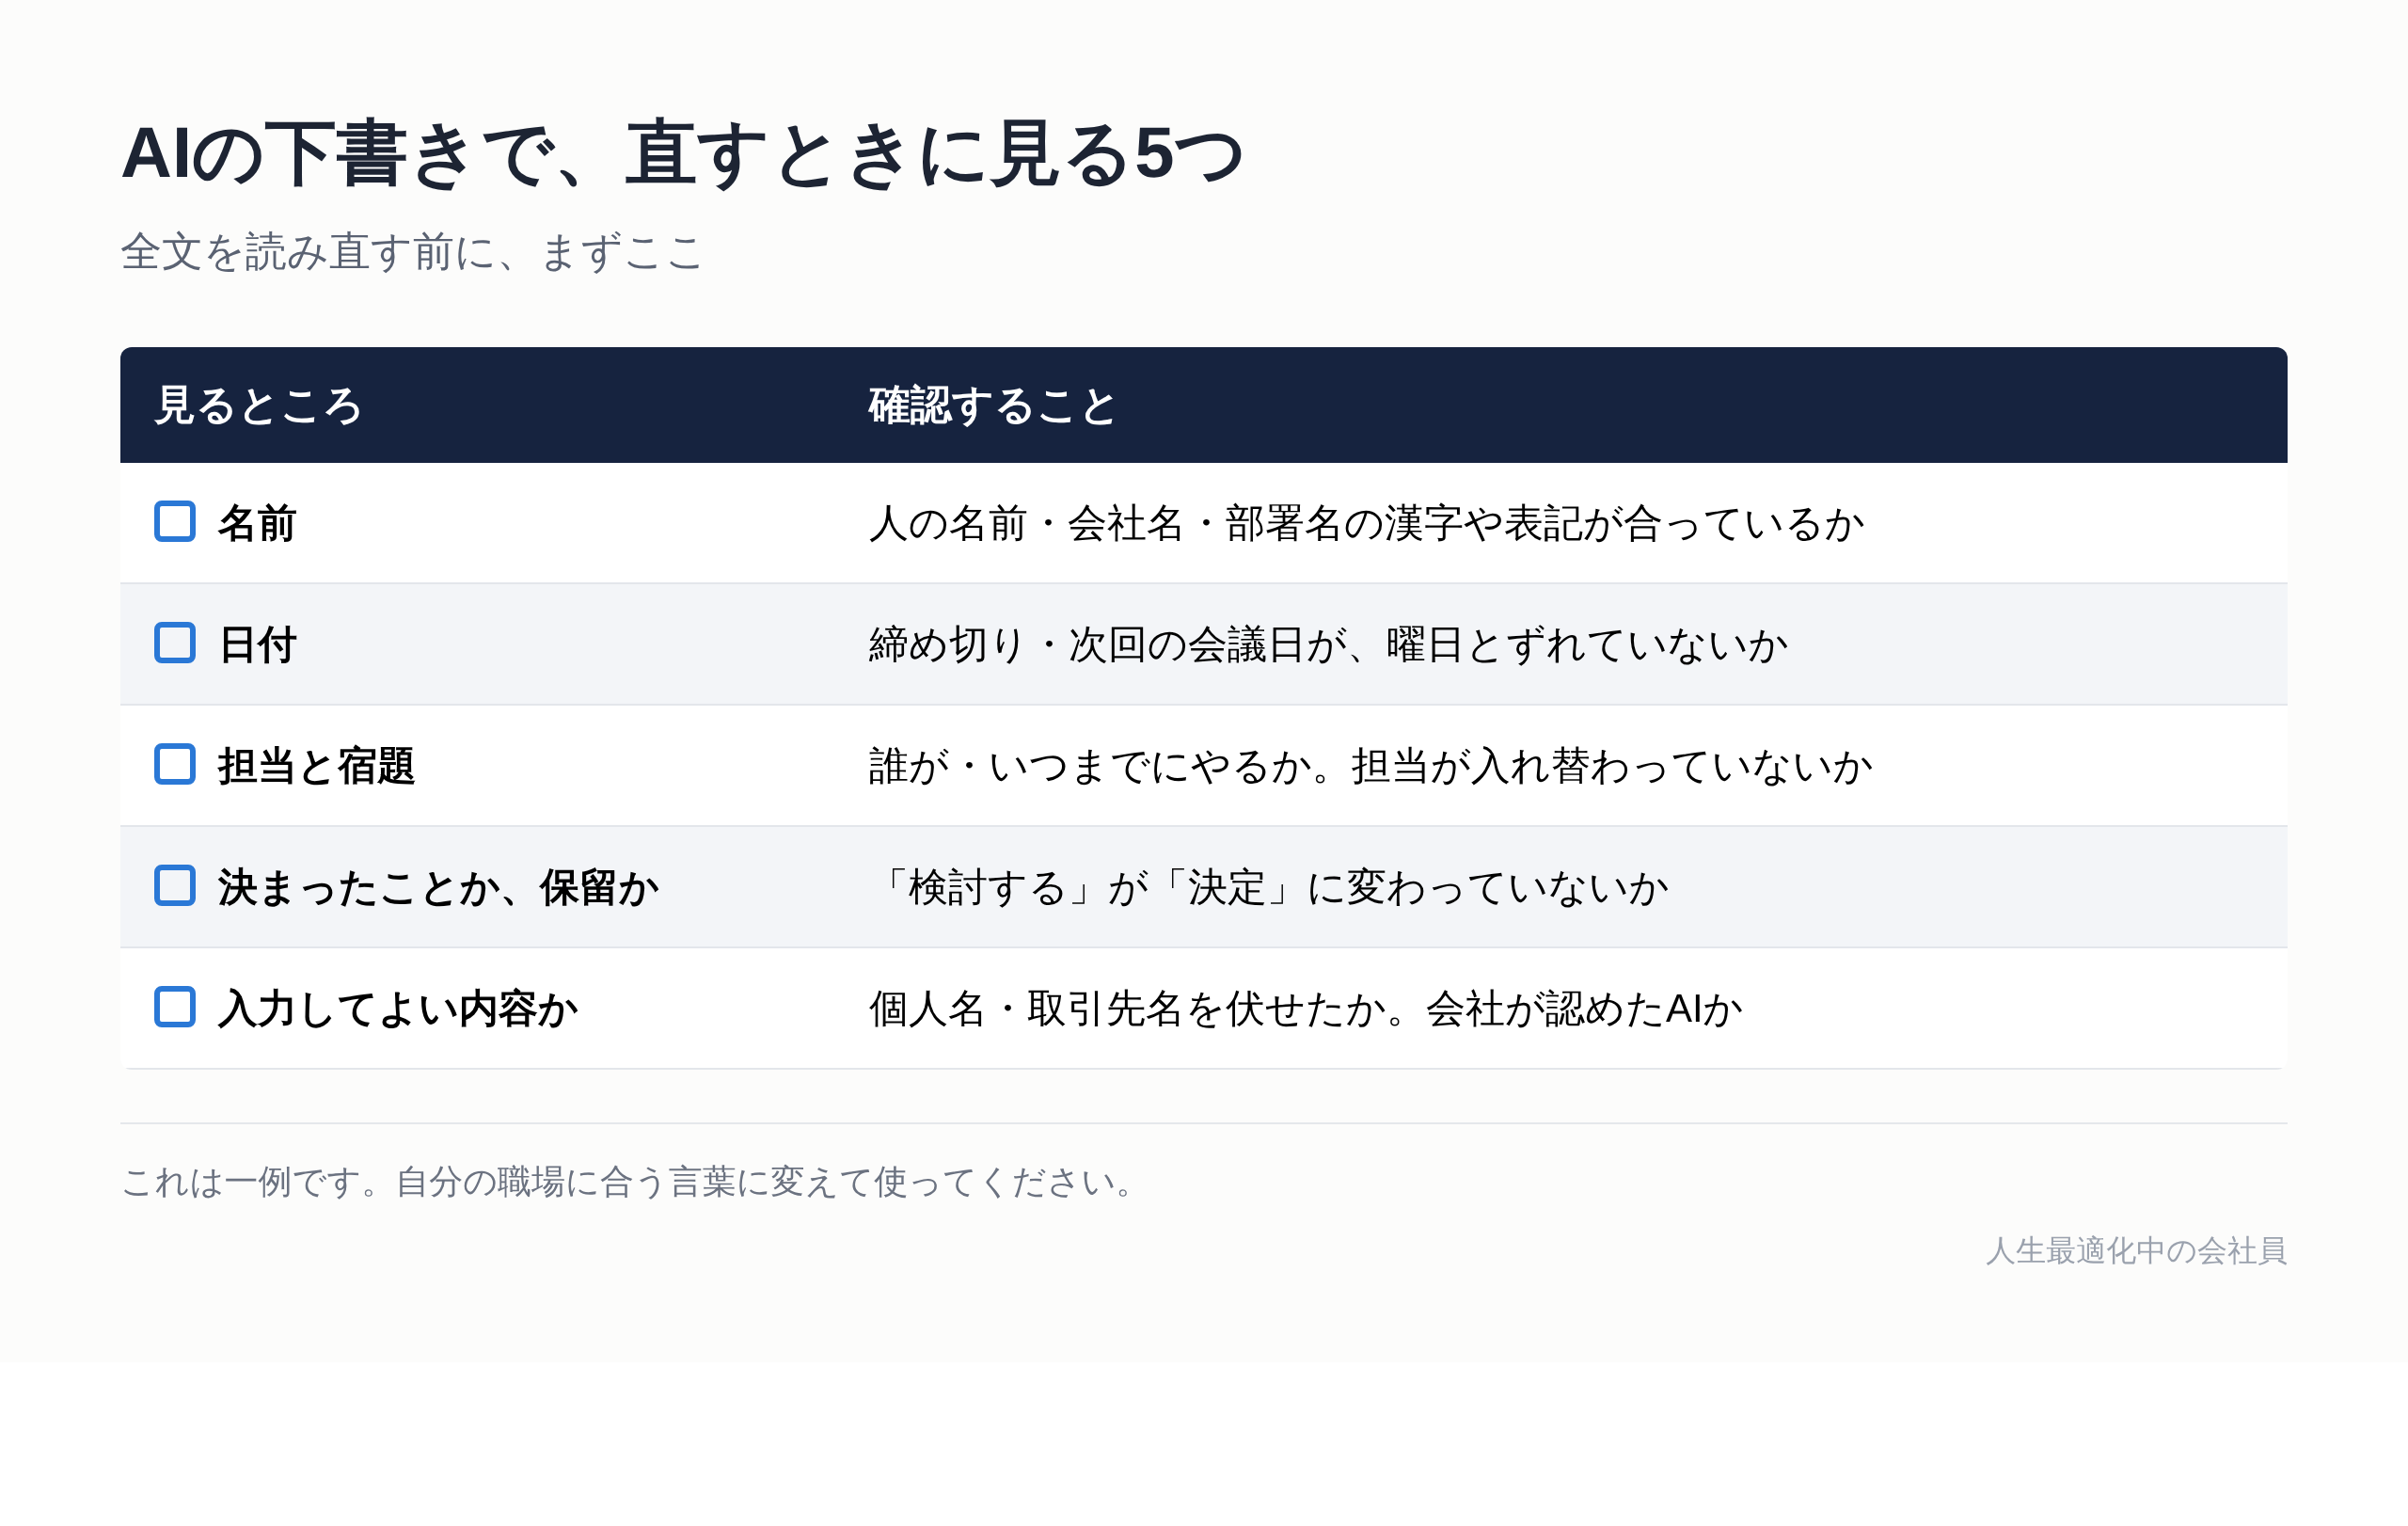 AIの下書きで、直すときに見る5つ
全文を読み直す前に、まずここ
見るところ 確認すること
名前 人の名前・会社名・部署名の漢字や表記が合っているか
日付 締め切り・次回の会議日が、曜日とずれていないか
担当と宿題 誰が・いつまでにやるか。担当が入れ替わっていないか
決まったことか、保留か 「検討する」が「決定」に変わっていないか
入力してよい内容か 個人名・取引先名を伏せたか。会社が認めたAIか
これは一例です。自分の職場に合う言葉に変えて使ってください。
人生最適化中の会社員